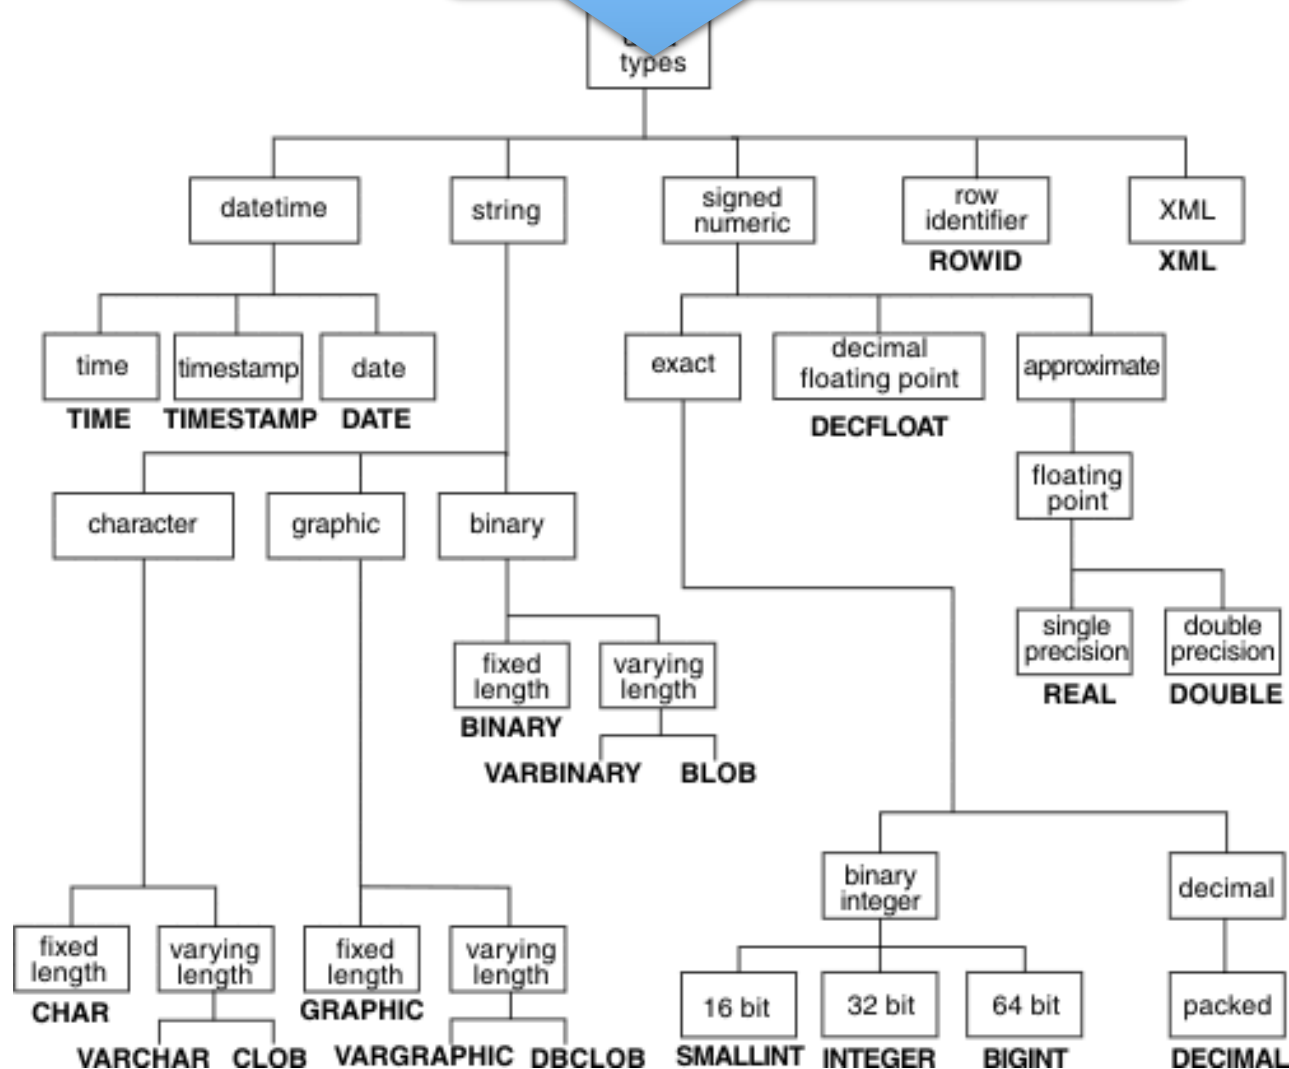 types
datetime
string
signed
numeric
row
identifier
XML
ROWID
XML
time
timestamp
date
exact
decimal
floating point
approximate
TIME
TIMESTAMP
DATE
DECFLOAT
floating
point
character
graphic
binary
single
precision
double
precision
fixed
length
varying
length
REAL
DOUBLE
BINARY
VARBINARY
BLOB
binary
integer
decimal
fixed
length
varying
length
fixed
length
varying
length
16 bit
32 bit
64 bit
packed
CHAR
GRAPHIC
VARCHAR
CLOB
VARGRAPHIC
DBCLOB
SMALLINT
INTEGER
BIGINT
DECIMAL